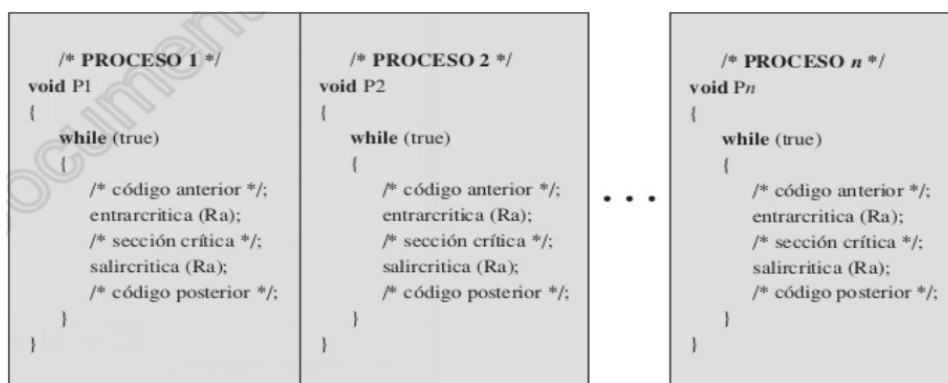 /* PROCESO 1 */
void P1
{
while (true)
{
/* código anterior */;
entrarcritica (Ra);
/* sección crítica */;
salircritica (Ra);
/* código posterior */;
}
}
/* PROCESO 2 */
void P2
{
while (true)
{
/* código anterior */;
entrarcritica (Ra);
/* sección crítica */;
salircritica (Ra);
/* código posterior */;
}
}
• • •
/* PROCESO n */
void Pn
{
while (true)
{
/* código anterior */;
entrarcritica (Ra);
/* sección crítica */;
salircritica (Ra);
/* código posterior */;
}
}